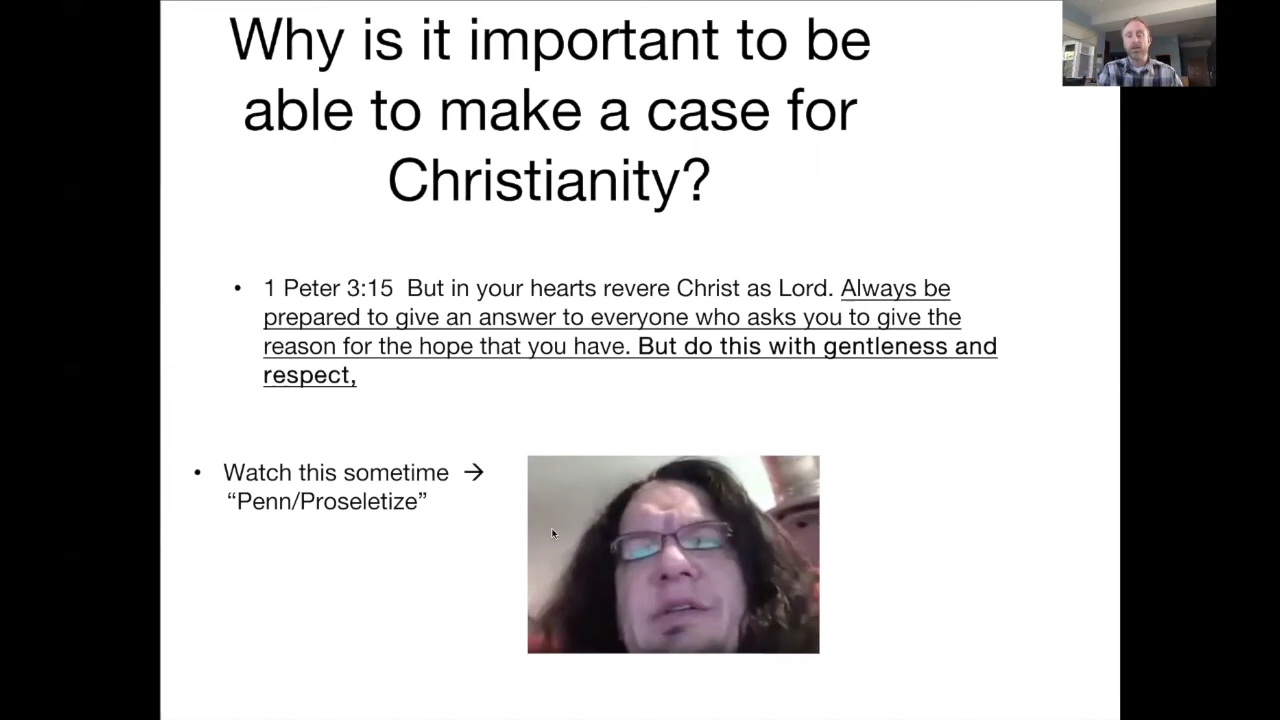 Why is it important to be
able to make a case for
Christianity?
• 1 Peter 3:15  But in your hearts revere Christ as Lord. Always be
prepared to give an answer to everyone who asks you to give the
reason for the hope that you have. But do this with gentleness and
respect,
• Watch this sometime →
“Penn/Proseletize”